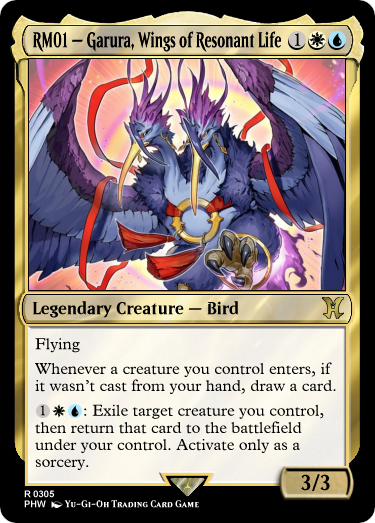 RM01 – Garura, Wings of Resonant Life 1
Legendary Creature — Bird
Flying
Whenever a creature you control enters, if
it wasn't cast from your hand, draw a card.
1: Exile target creature you control,
then return that card to the battlefield
under your control. Activate only as a
sorcery.
3/3
R 0305
PHW Yu-Gi-Oh Trading Card Game